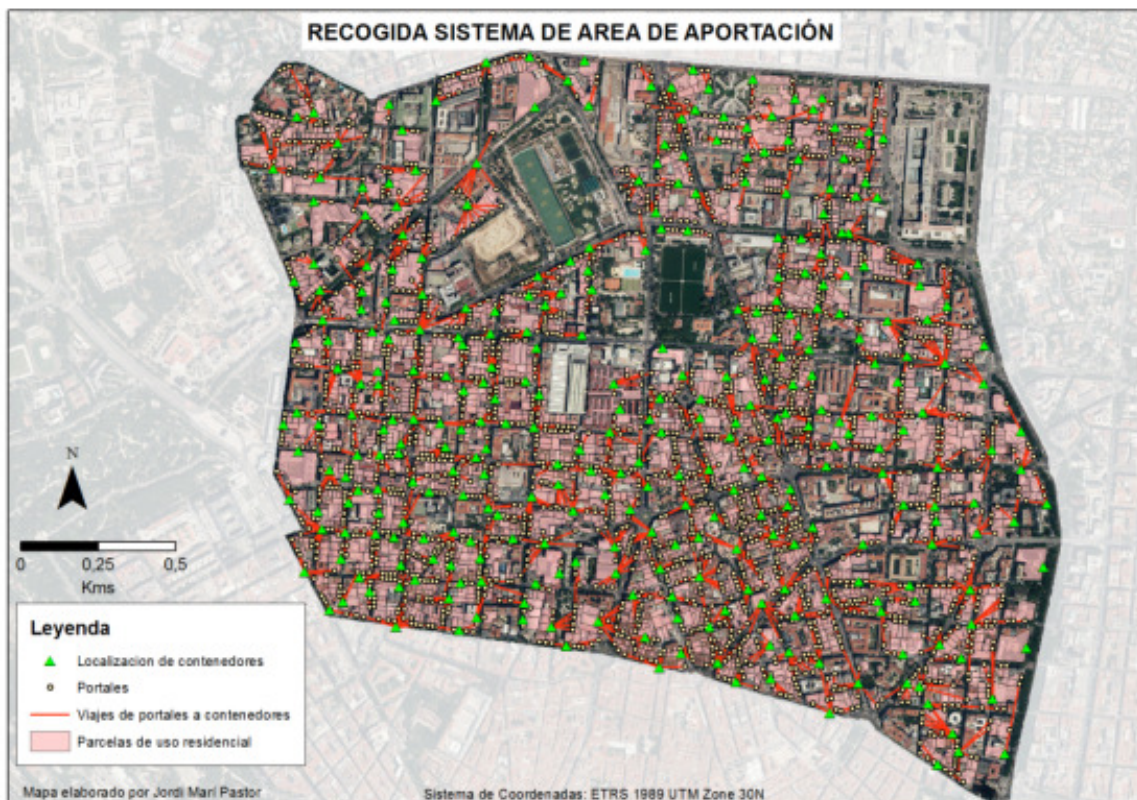 RECOGIDA SISTEMA DE AREA DE APORTACIÓN
N
0 0,25 0,5
Kms
Leyenda
Localizacion de contenedores
Portales
Viajes de portales a contenedores
Parcelas de uso residencial
Mapa elaborado por Jordi Marí Pastor
Sistema de Coordenadas: ETRS 1989 UTM Zone 30N